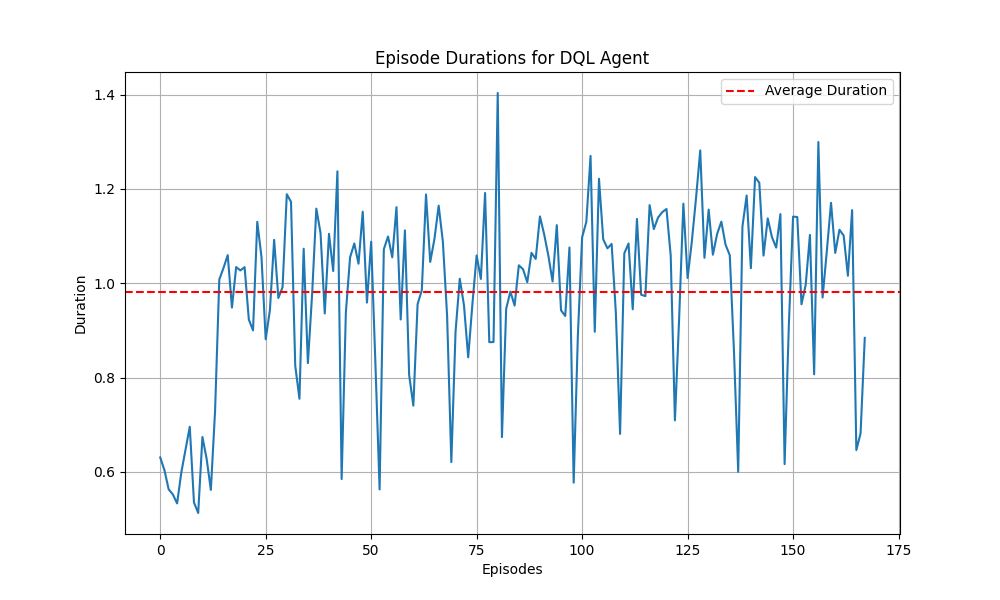 Episode Durations for DQL Agent
Average Duration
1.4
1.2
1.0
0.8
0.6
Duration
0 25 50 75 100 125 150 175
Episodes